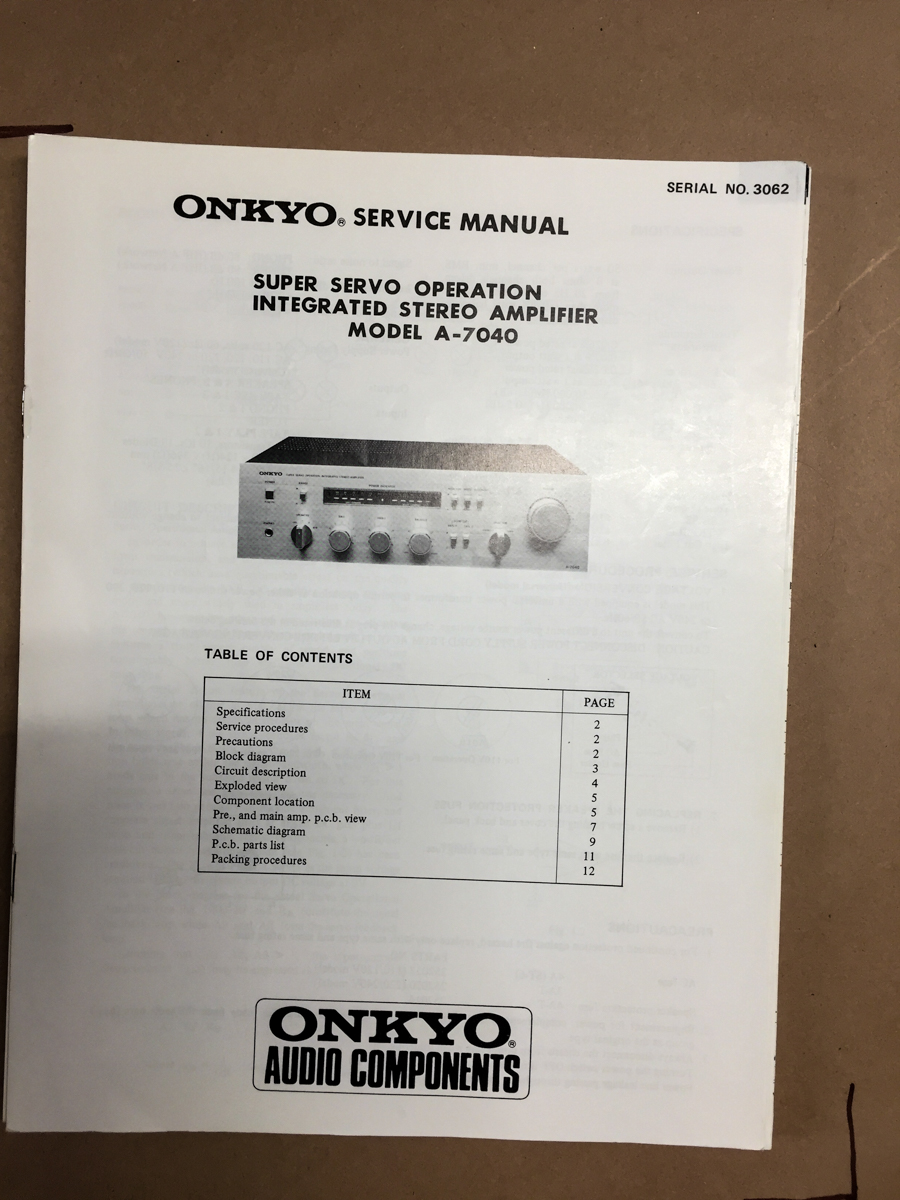 SERIAL NO. 3062
ONKYO® SERVICE MANUAL
SUPER SERVO OPERATION
INTEGRATED STEREO AMPLIFIER
MODEL A-7040
ONKYO
TABLE OF CONTENTS
ITEM PAGE
Specifications 2
Service procedures 2
Precautions 2
Block diagram 3
Circuit description 4
Exploded view 5
Component location 5
Pre., and main amp. p.c.b. view 7
Schematic diagram 9
P.c.b. parts list 11
Packing procedures 12
ONKYO®
AUDIO COMPONENTS